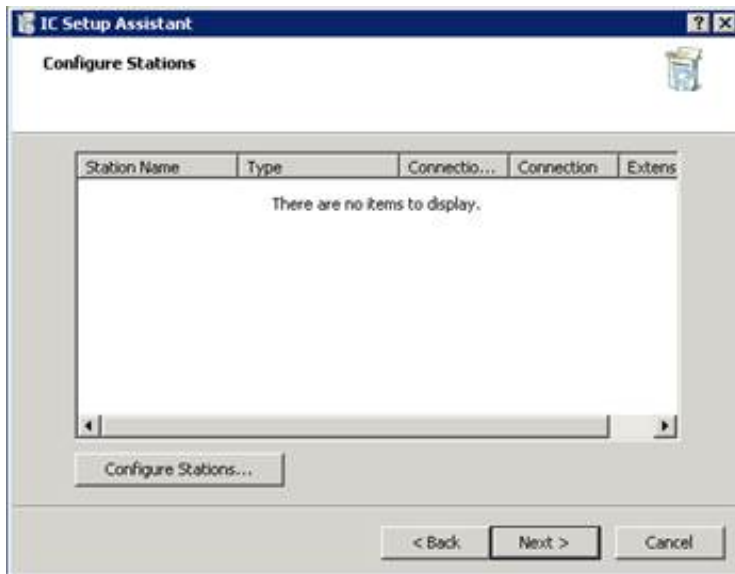 IC Setup Assistant
Configure Stations
Station Name Type Connectio... Connection Extens
There are no items to display.
Configure Stations...
< Back Next > Cancel